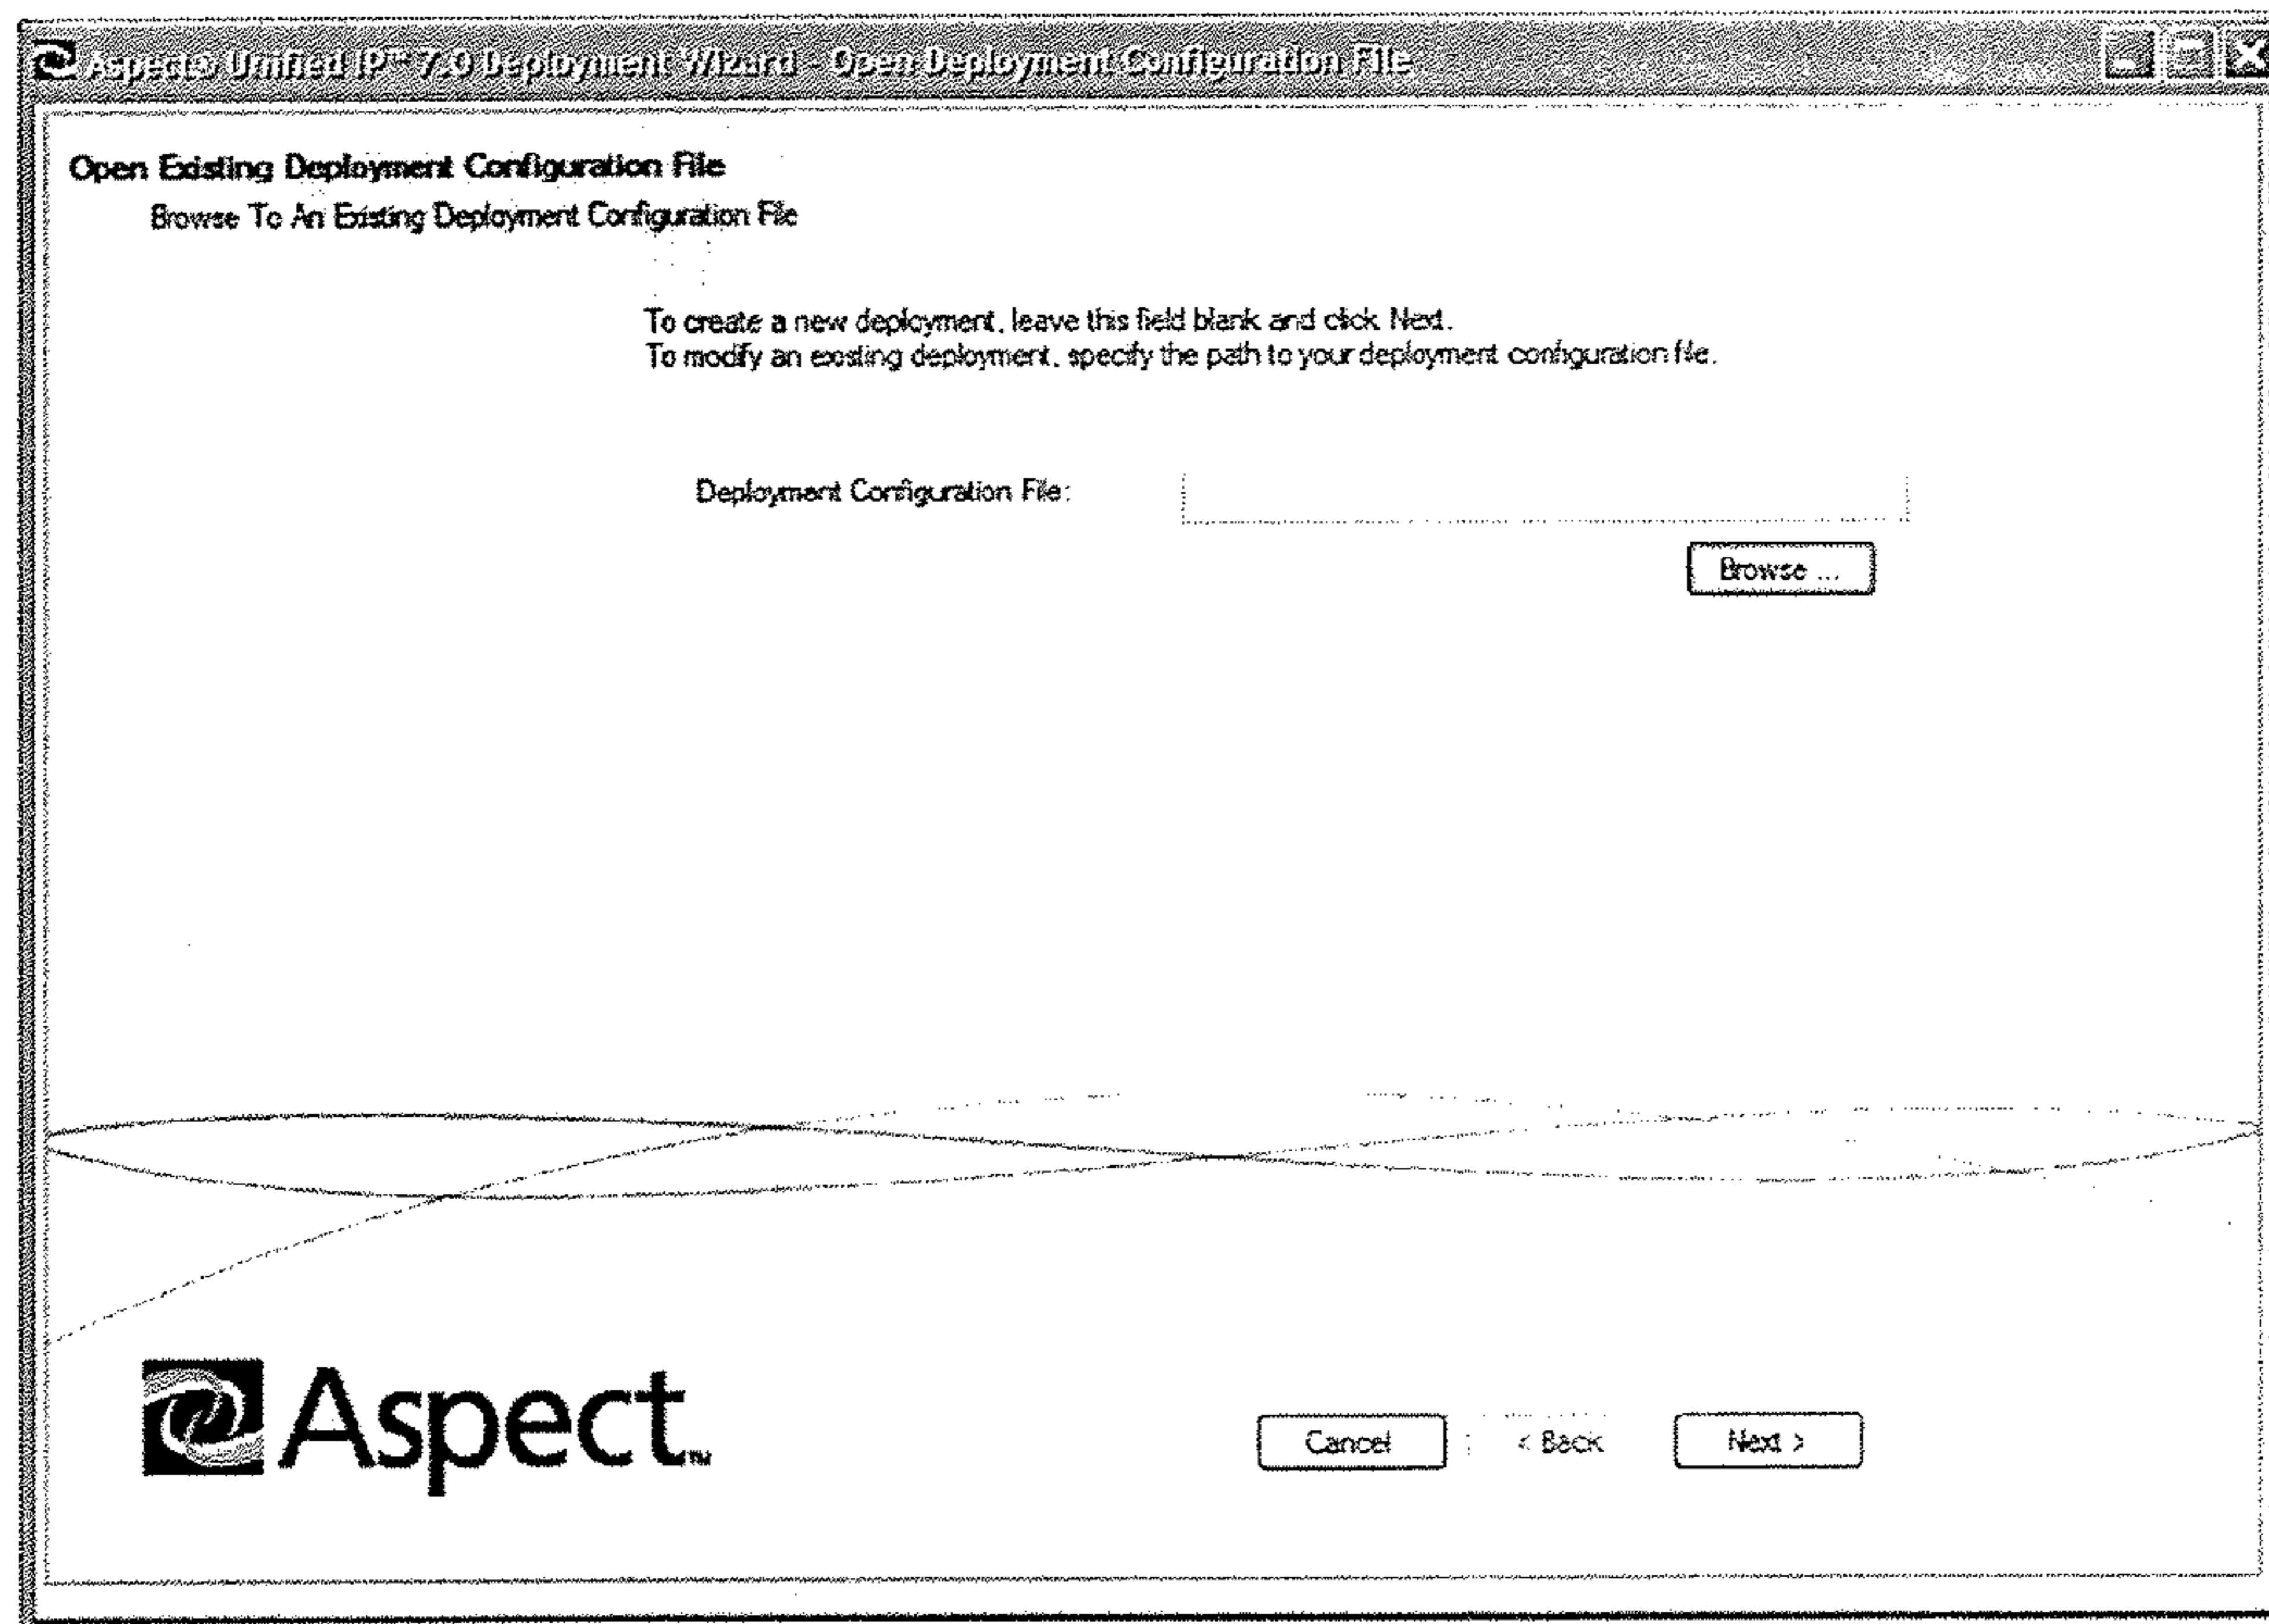 Aspect® Unified IP™ 7.0 Deployment Wizard - Open Deployment Configuration File
Open Existing Deployment Configuration File
Browse To An Existing Deployment Configuration File
To create a new deployment, leave this field blank and click Next.
To modify an existing deployment, specify the path to your deployment configuration file.
Deployment Configuration File:
Browse ...
Aspect™
Cancel
< Back
Next >